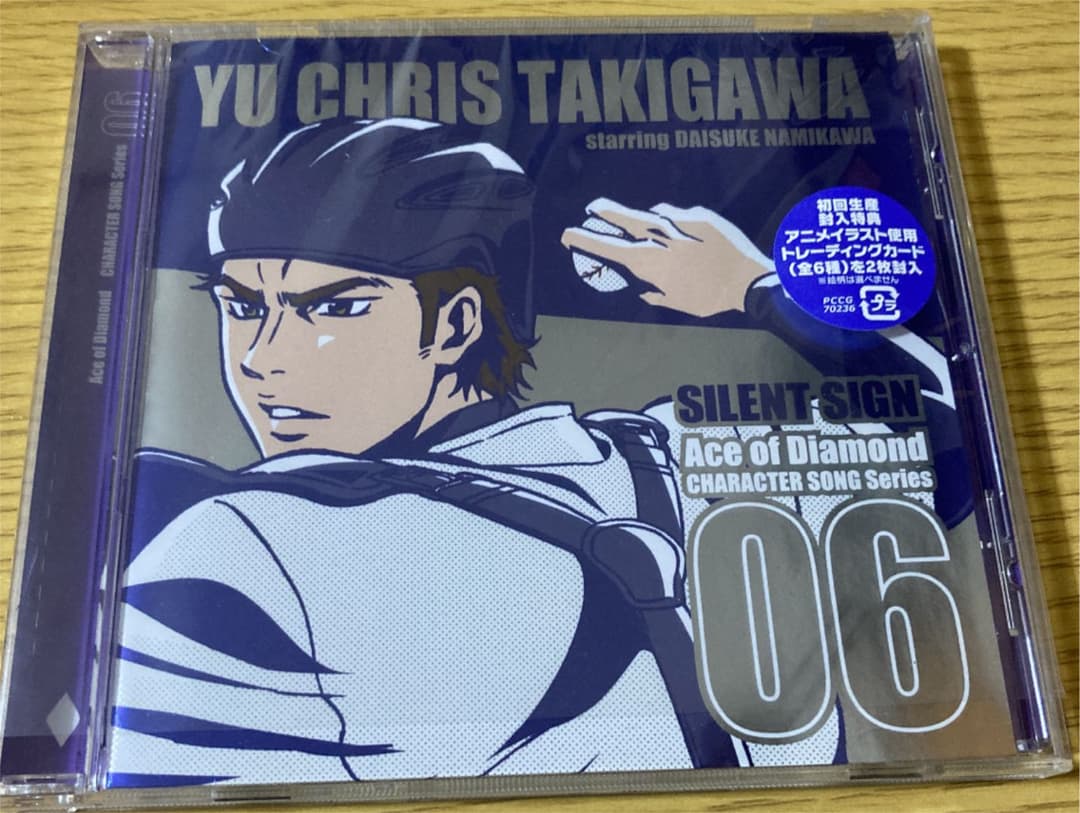 YU CHRIS TAKIGAWA
starring DAISUKE NAMIKAWA
初回生産
封入特典
アニメイラスト使用
トレーディングカード
(全6種)を2枚封入
※絵柄は選べません
PCCG
70236
プラ
SILENT SIGN
Ace of Diamond
CHARACTER SONG Series
06
Ace of Diamond CHARACTER SONG Series 06